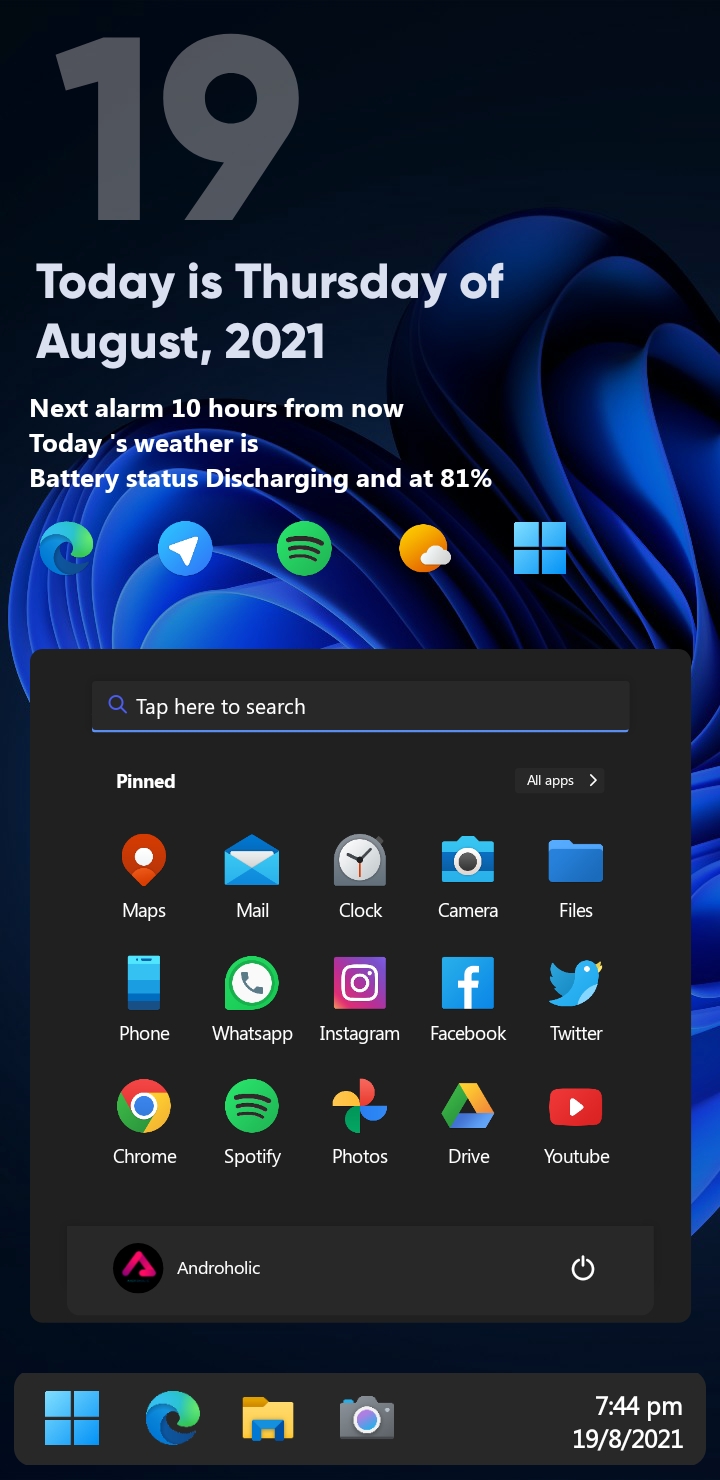 19
Today is Thursday of
August, 2021
Next alarm 10 hours from now
Today 's weather is
Battery status Discharging and at 81%
Tap here to search
Pinned
All apps
Maps Mail Clock Camera Files
Phone Whatsapp Instagram Facebook Twitter
Chrome Spotify Photos Drive Youtube
Androholic
7:44 pm
19/8/2021